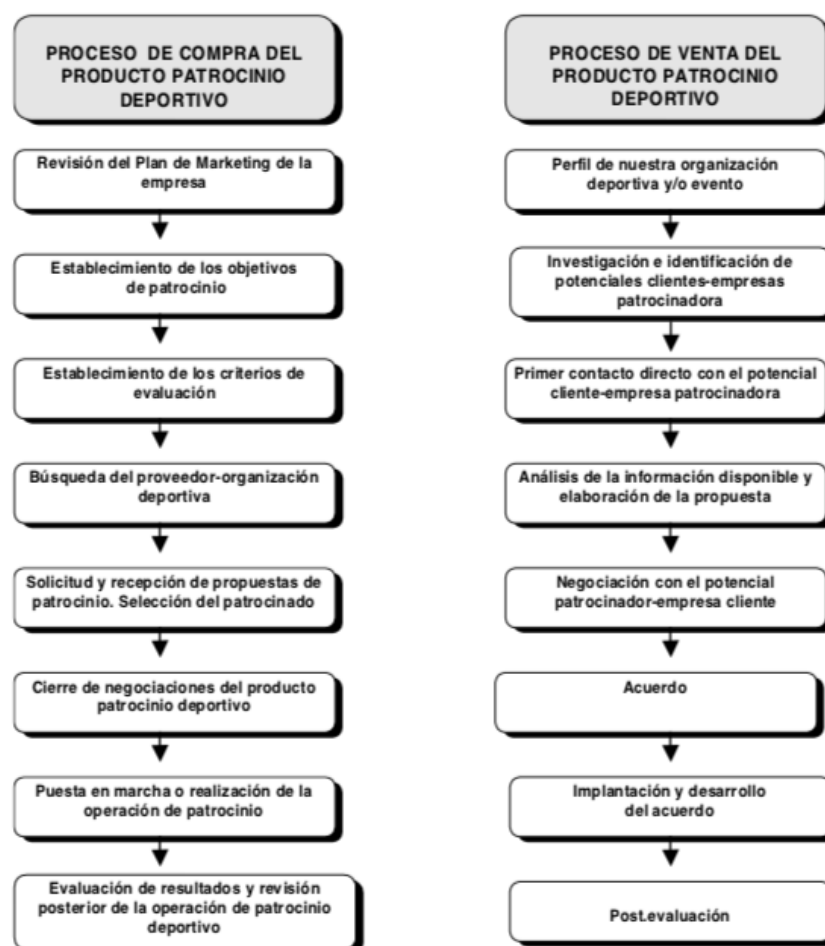 PROCESO DE COMPRA DEL
PRODUCTO PATROCINIO
DEPORTIVO
Revisión del Plan de Marketing de la
empresa
Establecimiento de los objetivos
de patrocinio
Establecimiento de los criterios de
evaluación
Búsqueda del proveedor-organización
deportiva
Solicitud y recepción de propuestas de
patrocinio. Selección del patrocinado
Cierre de negociaciones del producto
patrocinio deportivo
Puesta en marcha o realización de la
operación de patrocinio
Evaluación de resultados y revisión
posterior de la operación de patrocinio
deportivo
PROCESO DE VENTA DEL
PRODUCTO PATROCINIO
DEPORTIVO
Perfil de nuestra organización
deportiva y/o evento
Investigación e identificación de
potenciales clientes-empresas
patrocinadora
Primer contacto directo con el potencial
cliente-empresa patrocinadora
Análisis de la información disponible y
elaboración de la propuesta
Negociación con el potencial
patrocinador-empresa cliente
Acuerdo
Implantación y desarrollo
del acuerdo
Post.evaluación